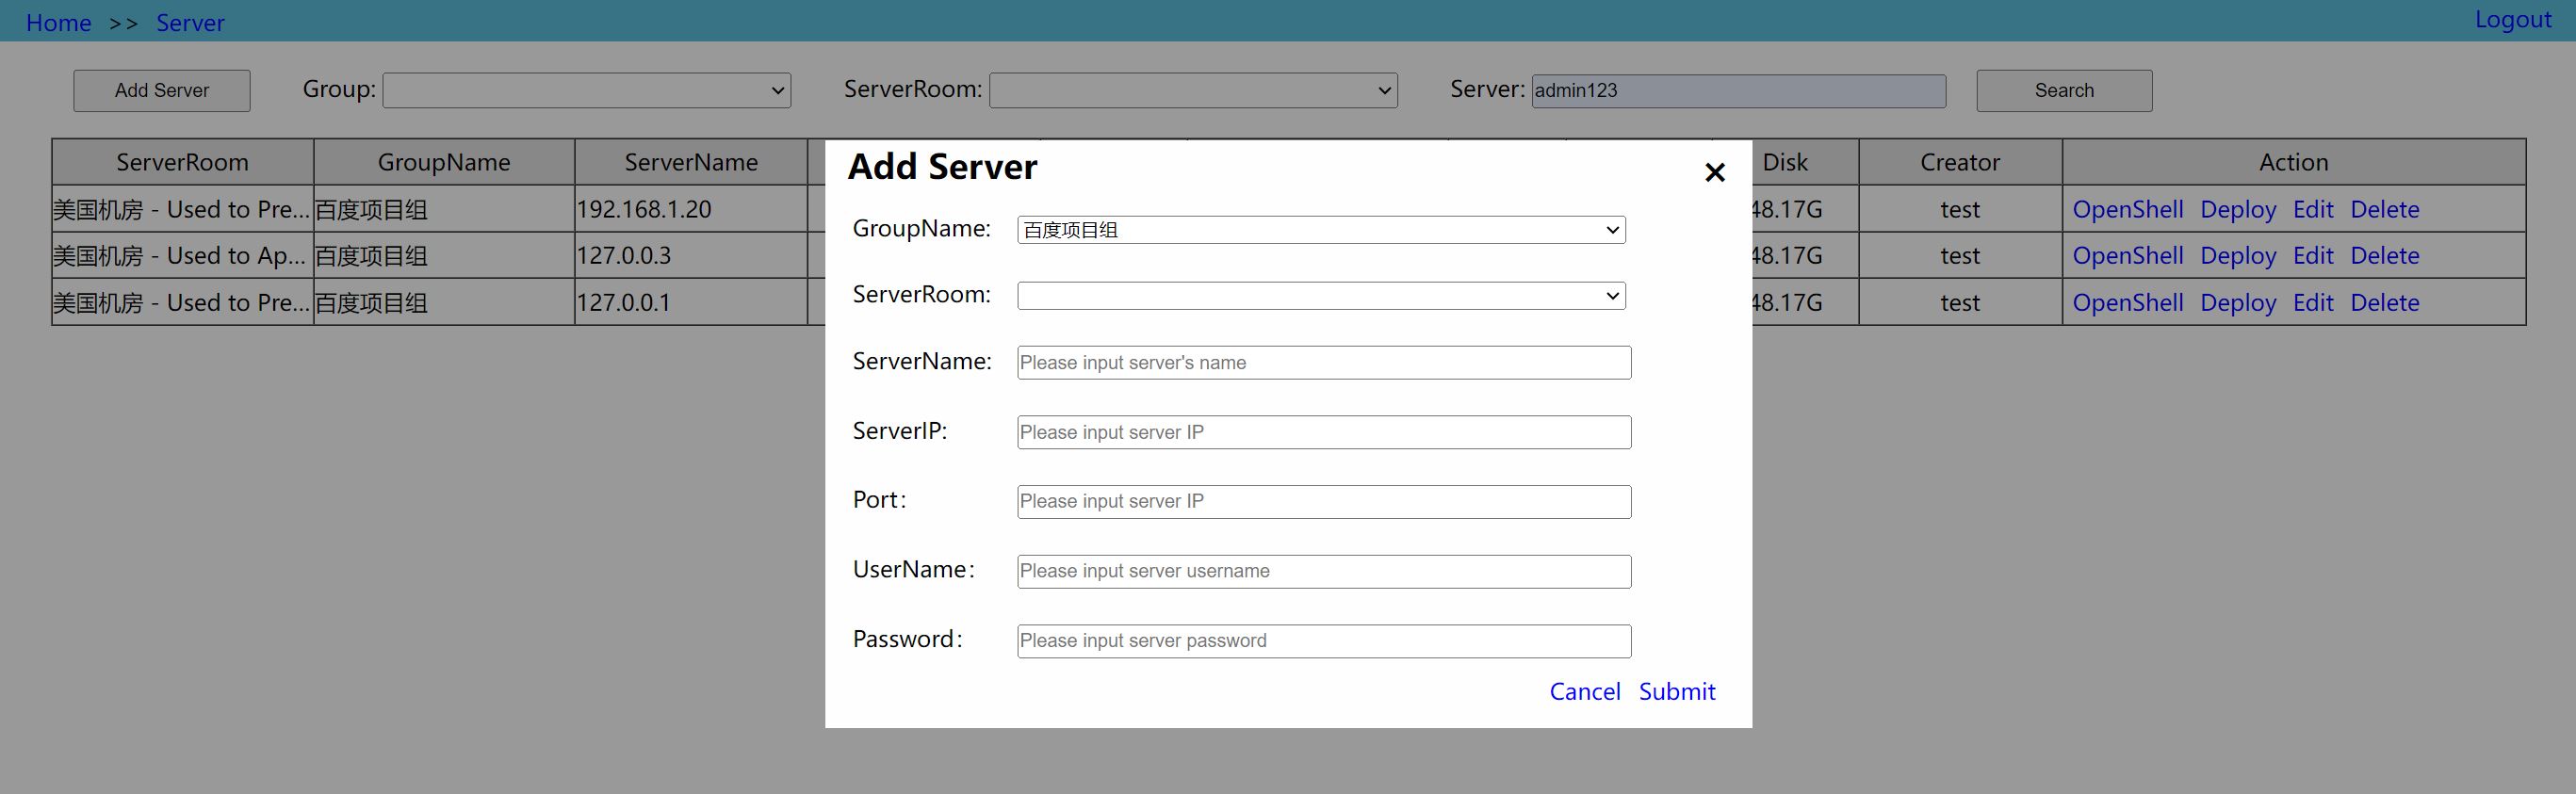 Home >> Server Logout
Add Server Group: ServerRoom: Server: admin123 Search
ServerRoom GroupName ServerName Disk Creator Action
美国机房 - Used to Pre... 百度项目组 192.168.1.20 48.17G test OpenShell Deploy Edit Delete
美国机房 - Used to Ap... 百度项目组 127.0.0.3 48.17G test OpenShell Deploy Edit Delete
美国机房 - Used to Pre... 百度项目组 127.0.0.1 48.17G test OpenShell Deploy Edit Delete
Add Server ×
GroupName: 百度项目组
ServerRoom:
ServerName: Please input server's name
ServerIP: Please input server IP
Port: Please input server IP
UserName: Please input server username
Password: Please input server password
Cancel Submit